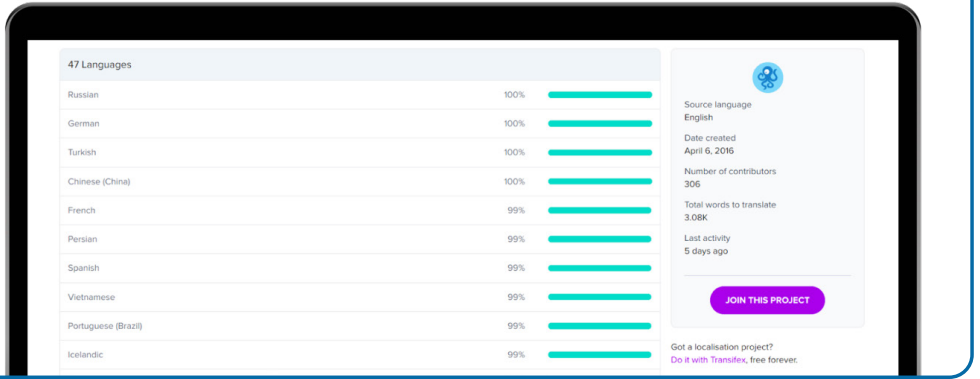 47 Languages
Russian 100%
German 100%
Turkish 100%
Chinese (China) 100%
French 99%
Persian 99%
Spanish 99%
Vietnamese 99%
Portuguese (Brazil) 99%
Icelandic 99%
Source language
English
Date created
April 6, 2016
Number of contributors
306
Total words to translate
3.08K
Last activity
5 days ago
JOIN THIS PROJECT
Got a localisation project?
Do it with Transifex, free forever.